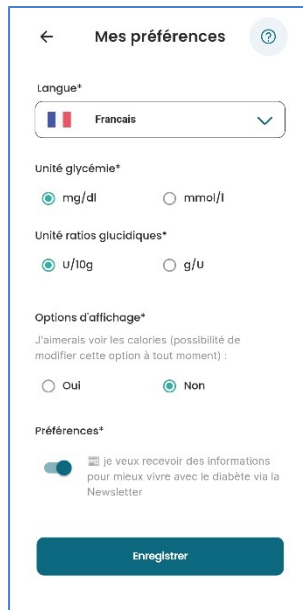 Mes préférences
Langue*
Francais
Unité glycémie*
mg/dl mmol/l
Unité ratios glucidiques*
U/10g g/U
Options d'affichage*
J'aimerais voir les calories (possibilité de
modifier cette option à tout moment) :
Oui Non
Préférences*
je veux recevoir des informations
pour mieux vivre avec le diabète via la
Newsletter
Enregistrer